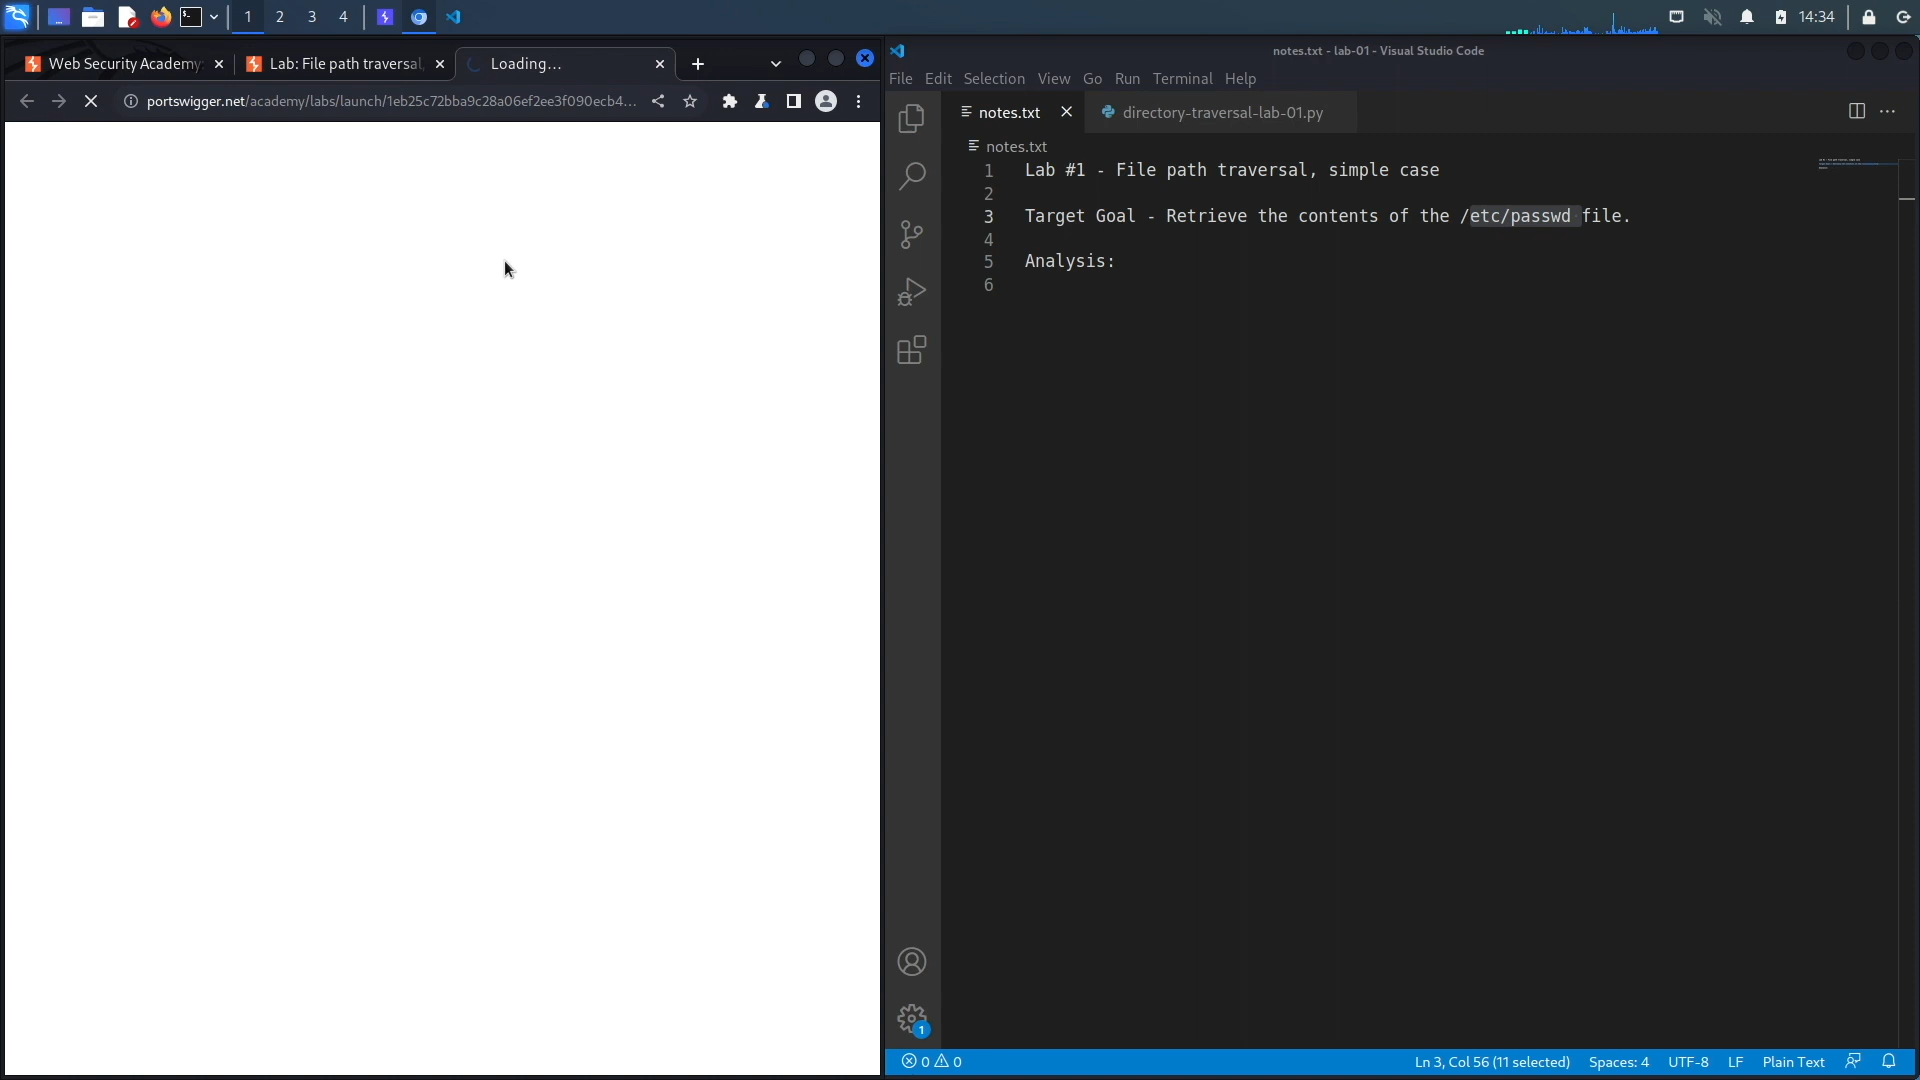 1 2 3 4
14:34
Web Security Academy:
Lab: File path traversal,
Loading...
portswigger.net/academy/labs/launch/1eb25c72bba9c28a06ef2ee3f090ecb4...
notes.txt - lab-01 - Visual Studio Code
File Edit Selection View Go Run Terminal Help
notes.txt
directory-traversal-lab-01.py
notes.txt
1 Lab #1 - File path traversal, simple case
2
3 Target Goal - Retrieve the contents of the /etc/passwd file.
4
5 Analysis:
6
1
0 0
Ln 3, Col 56 (11 selected) Spaces: 4 UTF-8 LF Plain Text